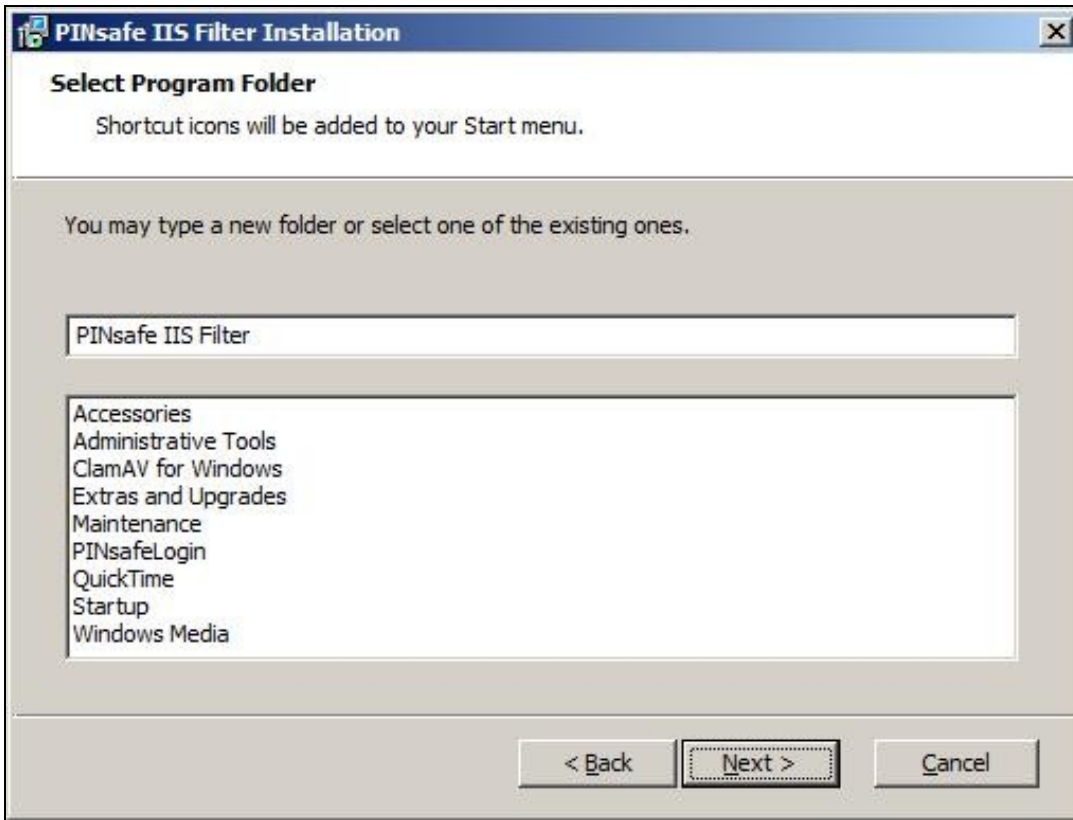 PINsafe IIS Filter Installation
Select Program Folder
Shortcut icons will be added to your Start menu.
You may type a new folder or select one of the existing ones.
PINsafe IIS Filter
Accessories
Administrative Tools
ClamAV for Windows
Extras and Upgrades
Maintenance
PINsafeLogin
QuickTime
Startup
Windows Media
< Back Next > Cancel